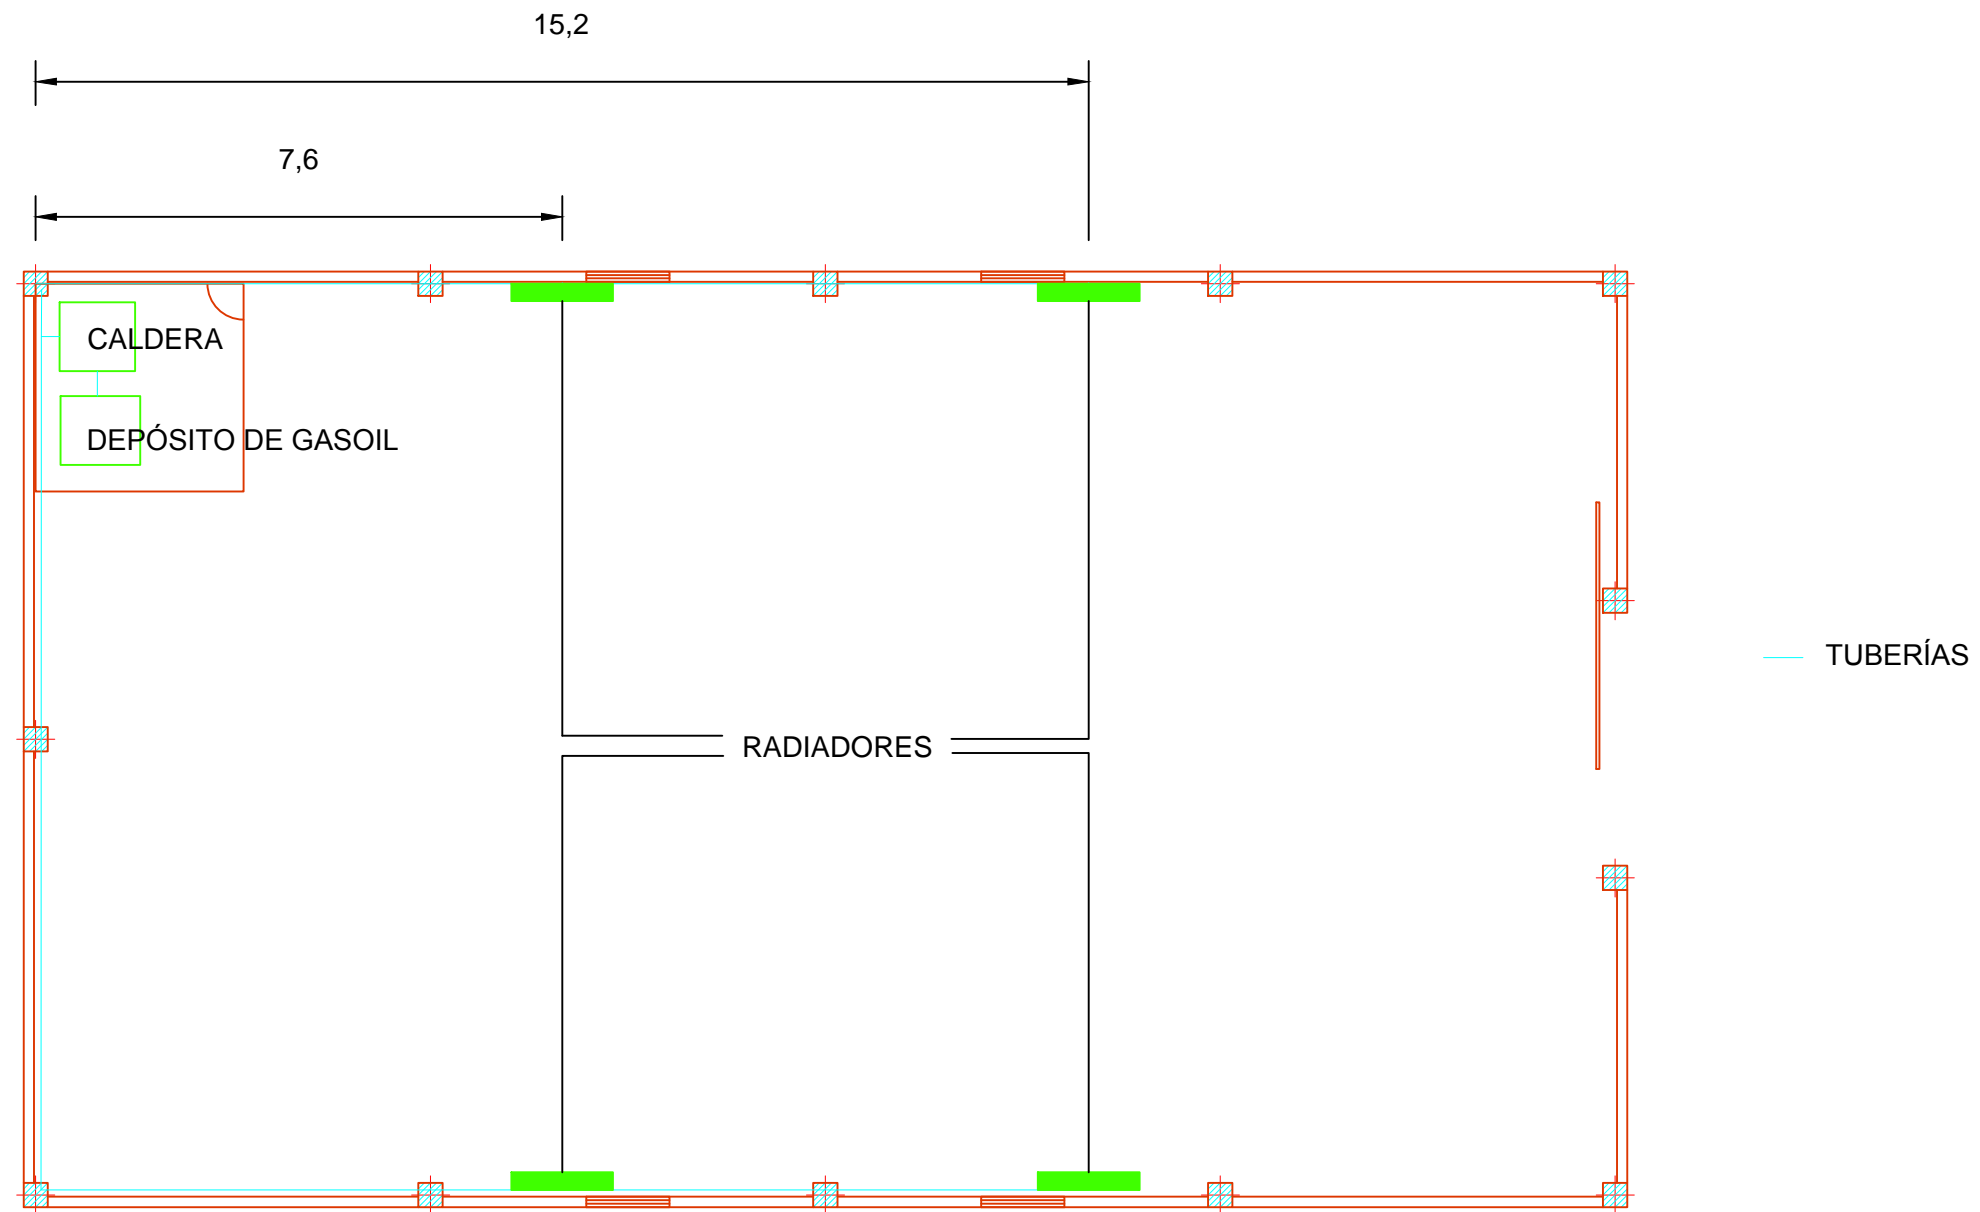 15,2
7,6
CALDERA
DEPÓSITO DE GASOIL
TUBERÍAS
RADIADORES